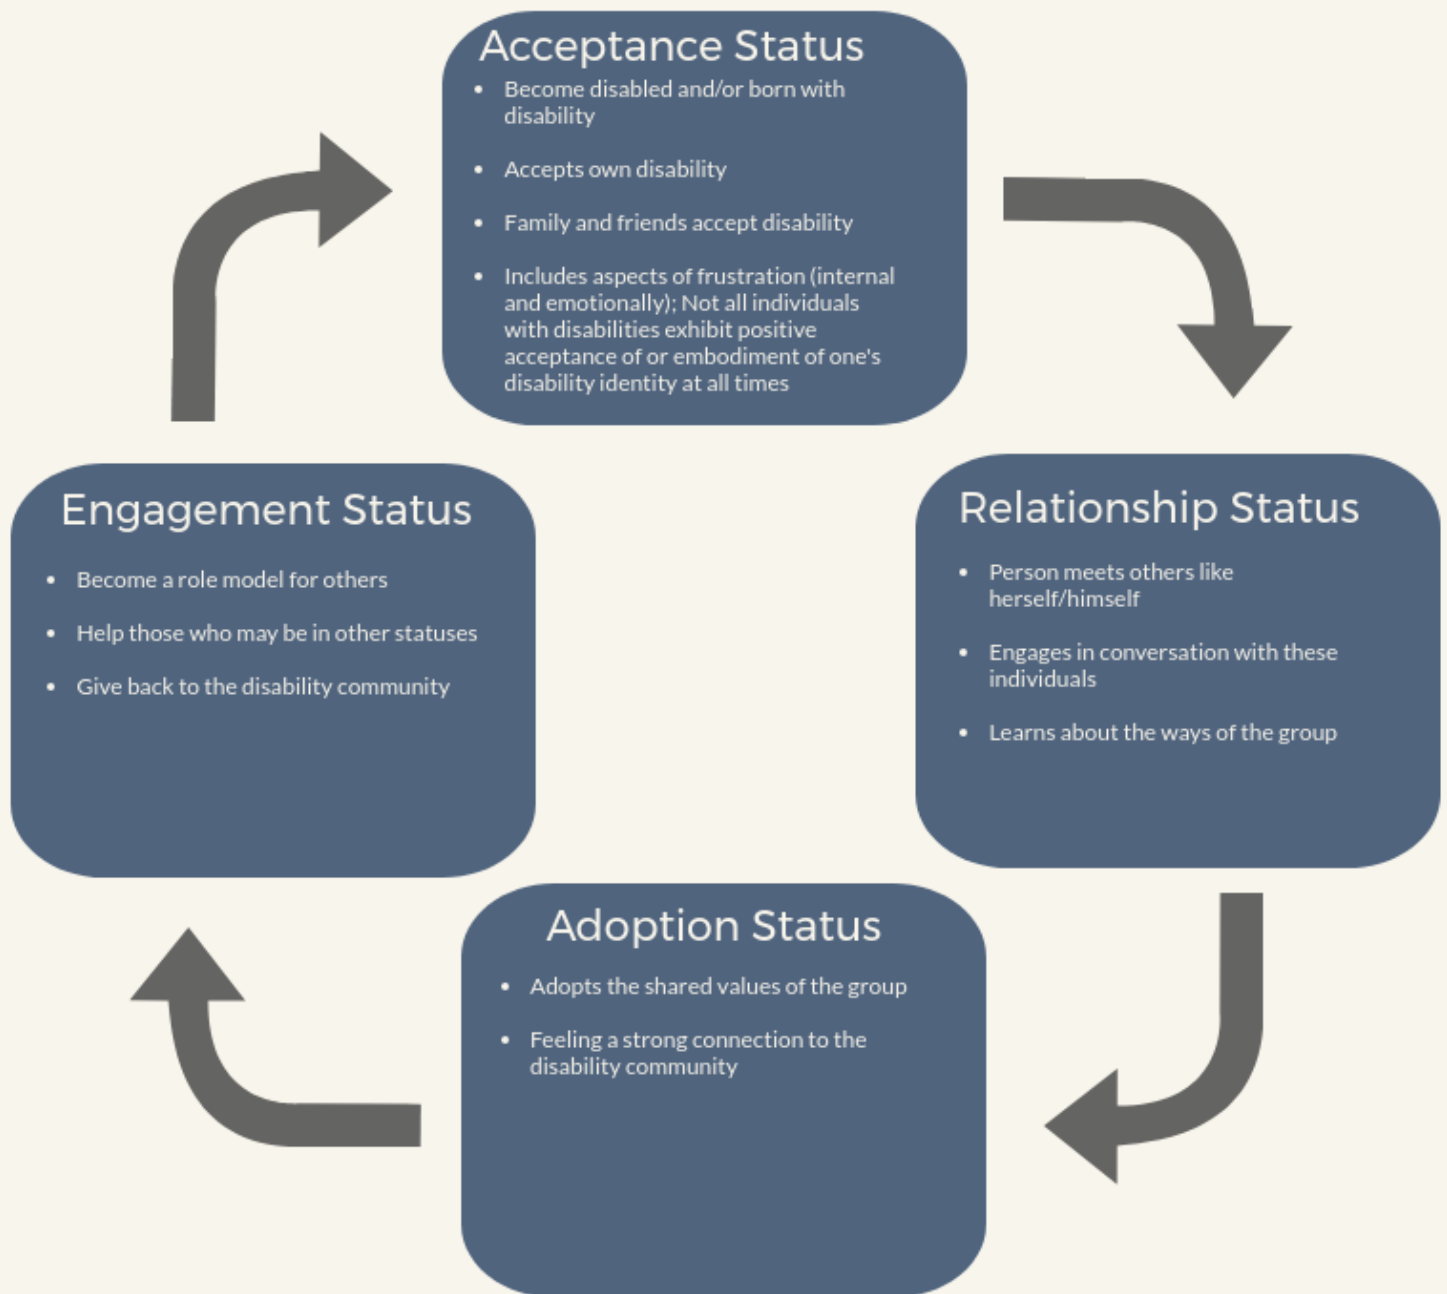 Acceptance Status
• Become disabled and/or born with
disability
• Accepts own disability
• Family and friends accept disability
• Includes aspects of frustration (internal
and emotionally); Not all individuals
with disabilities exhibit positive
acceptance of or embodiment of one's
disability identity at all times
Relationship Status
• Person meets others like
herself/himself
• Engages in conversation with these
individuals
• Learns about the ways of the group
Adoption Status
• Adopts the shared values of the group
• Feeling a strong connection to the
disability community
Engagement Status
• Become a role model for others
• Help those who may be in other statuses
• Give back to the disability community